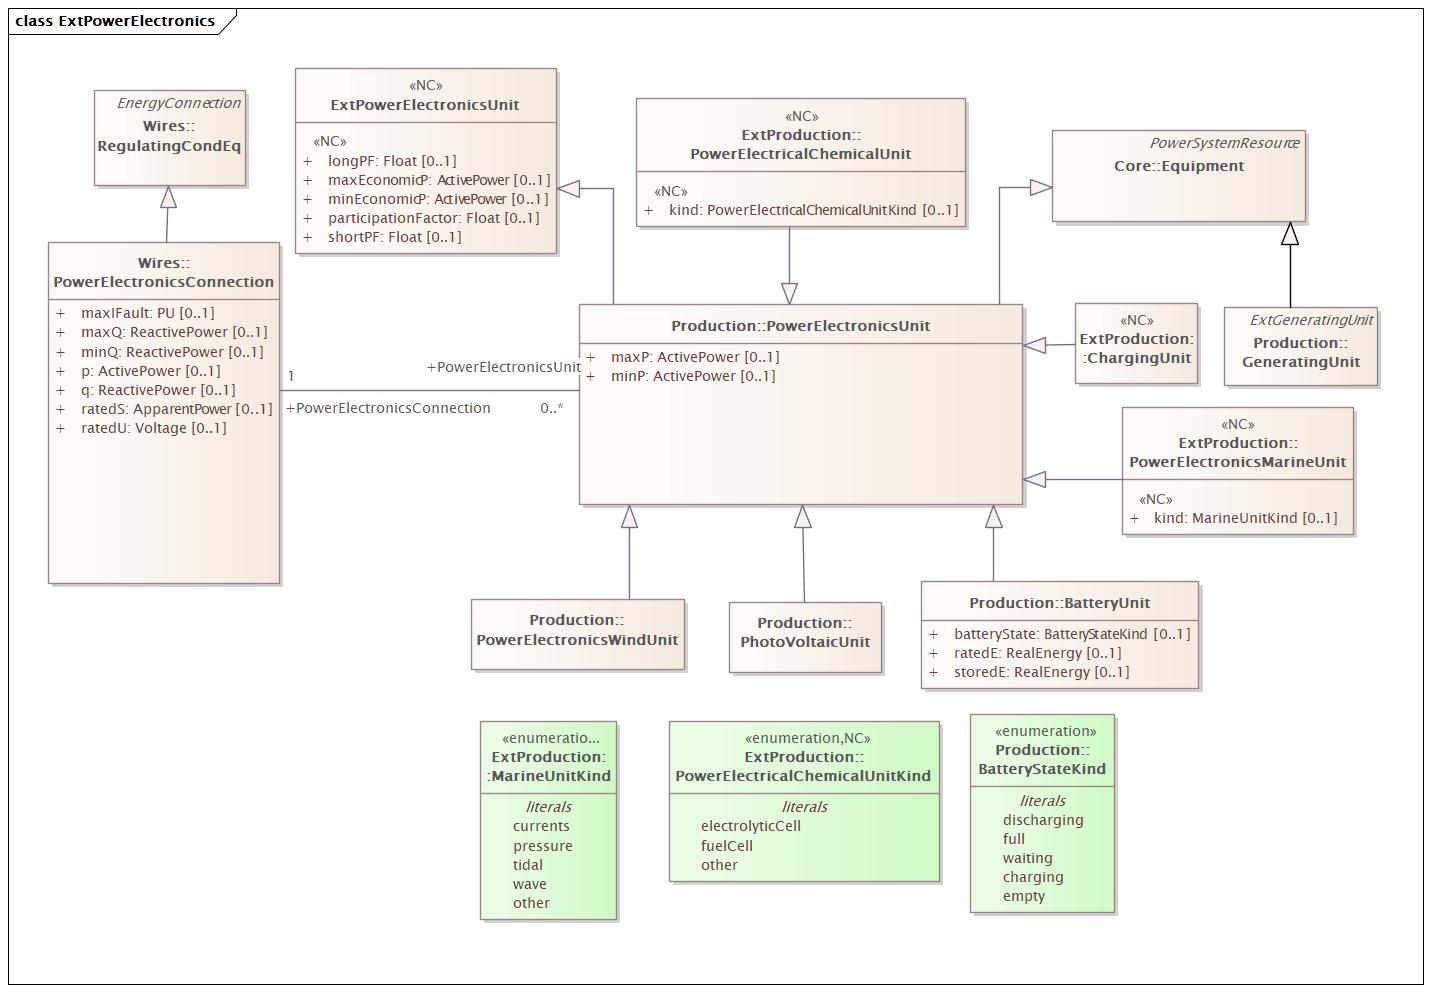 class ExtPowerElectronics
EnergyConnection
Wires::
RegulatingCondEq
«NC»
ExtPowerElectronicsUnit
«NC»
+ longPF: Float [0..1]
+ maxEconomicP: ActivePower [0..1]
+ minEconomicP: ActivePower [0..1]
+ participationFactor: Float [0..1]
+ shortPF: Float [0..1]
«NC»
ExtProduction::
PowerElectricalChemicalUnit
«NC»
+ kind: PowerElectricalChemicalUnitKind [0..1]
PowerSystemResource
Core::Equipment
Wires::
PowerElectronicsConnection
+ maxIFault: PU [0..1]
+ maxQ: ReactivePower [0..1]
+ minQ: ReactivePower [0..1]
+ p: ActivePower [0..1]
+ q: ReactivePower [0..1]
+ ratedS: ApparentPower [0..1]
+ ratedU: Voltage [0..1]
+PowerElectronicsUnit
1
+PowerElectronicsConnection 0..*
Production::PowerElectronicsUnit
+ maxP: ActivePower [0..1]
+ minP: ActivePower [0..1]
«NC»
ExtProduction:
:ChargingUnit
ExtGeneratingUnit
Production::
GeneratingUnit
«NC»
ExtProduction::
PowerElectronicsMarineUnit
«NC»
+ kind: MarineUnitKind [0..1]
Production::
PowerElectronicsWindUnit
Production::
PhotoVoltaicUnit
Production::BatteryUnit
+ batteryState: BatteryStateKind [0..1]
+ ratedE: RealEnergy [0..1]
+ storedE: RealEnergy [0..1]
«enumeratio...
ExtProduction:
:MarineUnitKind
literals
currents
pressure
tidal
wave
other
«enumeration,NC»
ExtProduction::
PowerElectricalChemicalUnitKind
literals
electrolyticCell
fuelCell
other
«enumeration»
Production::
BatteryStateKind
literals
discharging
full
waiting
charging
empty